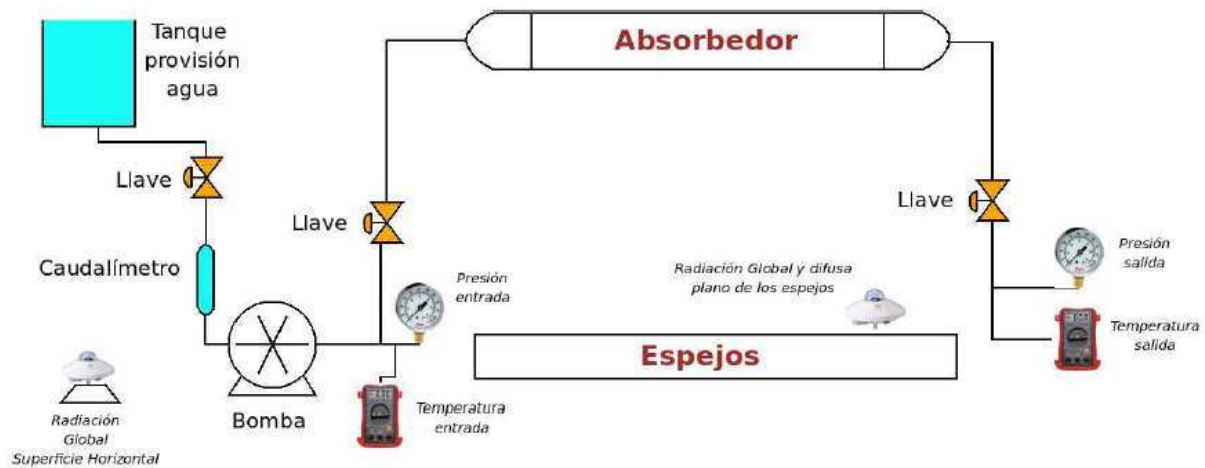 Tanque
provisión
agua
Llave
Caudalímetro
Radiación
Global
Superficie Horizontal
Bomba
Llave
Presión
entrada
Temperatura
entrada
Absorbedor
Radiación Global y difusa
plano de los espejos
Espejos
Llave
Presión
salida
Temperatura
salida